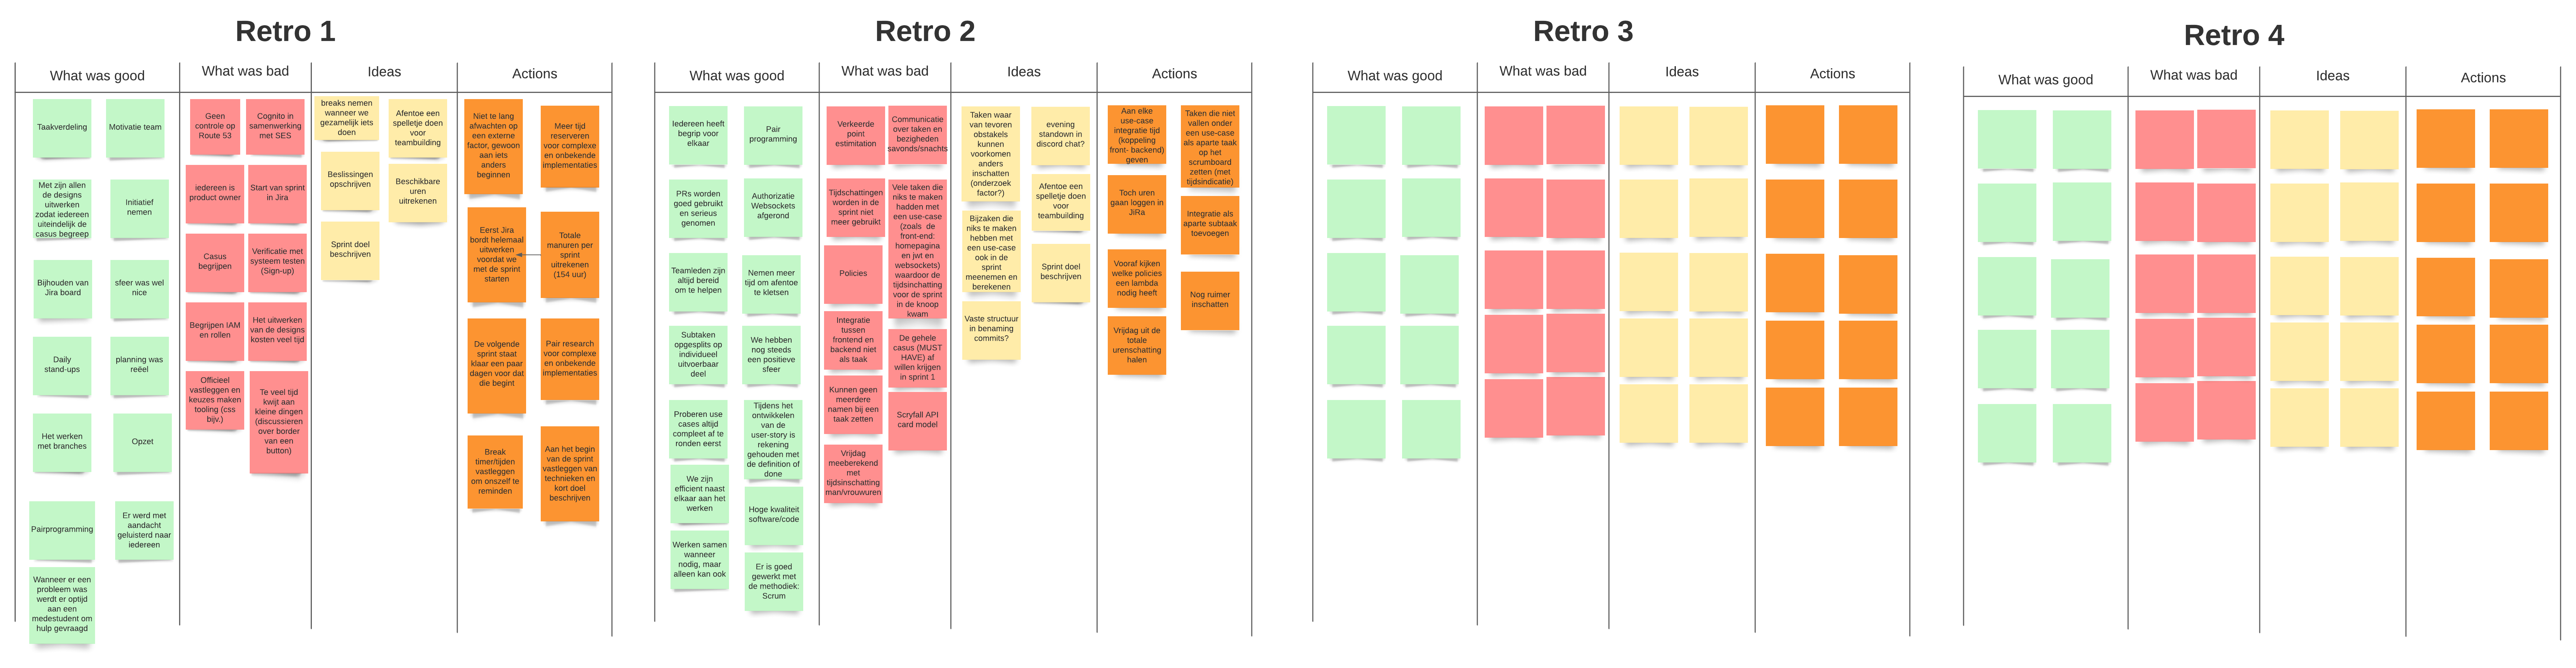 Retro 1
What was good
What was bad
Ideas
Actions
Taakverdeling
Motivatie team
Met zijn allen
de designs
uitwerken
zodat iedereen
uiteindelijk de
casus begreep
Initiatief
nemen
Bijhouden van
Jira board
sfeer was wel
nice
Daily
stand-ups
planning was
reëel
Het werken
met branches
Opzet
Pairprogramming
Er werd met
aandacht
geluisterd naar
iedereen
Wanneer er een
probleem was
werdt er optijd
aan een
medestudent om
hulp gevraagd
Geen
controle op
Route 53
Cognito in
samenwerking
met SES
iedereen is
product owner
Start van sprint
in Jira
Casus
begrijpen
Verificatie met
systeem testen
(Sign-up)
Begrijpen IAM
en rollen
Het uitwerken
van de designs
kosten veel tijd
Officieel
vastleggen en
keuzes maken
tooling (css
bijv.)
Te veel tijd
kwijt aan
kleine dingen
(discussieren
over border
van een
button)
breaks nemen
wanneer we
gezamelijk iets
doen
Afentoe een
spelletje doen
voor
teambuilding
Beslissingen
opschrijven
Beschikbare
uren
uitrekenen
Sprint doel
beschrijven
Niet te lang
afwachten op
een externe
factor, gewoon
aan iets
anders
beginnen
Meer tijd
reserveren
voor complexe
en onbekende
implementaties
Eerst Jira
bordt helemaal
uitwerken
voordat we
met de sprint
starten
Totale
manuren per
sprint
uitrekenen
(154 uur)
De volgende
sprint staat
klaar een paar
dagen voor dat
die begint
Pair research
voor complexe
en onbekende
implementaties
Break
timer/tijden
vastleggen
om onszelf te
reminden
Aan het begin
van de sprint
vastleggen van
technieken en
kort doel
beschrijven
Retro 2
What was good
What was bad
Ideas
Actions
Iedereen heeft
begrip voor
elkaar
Pair
programming
PRs worden
goed gebruikt
en serieus
genomen
Authorizatie
Websockets
afgerond
Teamleden zijn
altijd bereid
om te helpen
Nemen meer
tijd om afentoe
te kletsen
Subtaken
opgesplits op
individueel
uitvoerbaar
deel
We hebben
nog steeds
een positieve
sfeer
Proberen use
cases altijd
compleet af te
ronden eerst
Tijdens het
ontwikkelen
van de
user-story is
rekening
gehouden met
de definition of
done
We zijn
efficient naast
elkaar aan het
werken
Hoge kwaliteit
software/code
Werken samen
wanneer
nodig, maar
alleen kan ook
Er is goed
gewerkt met
de methodiek:
Scrum
Verkeerde
point
estimitation
Communicatie
over taken en
bezigheden
savonds/snachts
Tijdschattingen
worden in de
sprint niet
meer gebruikt
Vele taken die
niks te maken
hadden met
een use-case
(zoals de
front-end:
homepagina
en jwt en
websockets)
waardoor de
tijdsinchatting
voor de sprint
in de knoop
kwam
Policies
Integratie
tussen
frontend en
backend niet
als taak
De gehele
casus (MUST
HAVE) af
willen krijgen
in sprint 1
Kunnen geen
meerdere
namen bij een
taak zetten
Scryfall API
card model
Vrijdag
meeberekend
met
tijdsinschatting
man/vrouwuren
Taken waar
van tevoren
obstakels
kunnen
voorkomen
anders
inschatten
(onderzoek
factor?)
evening
standown in
discord chat?
Afentoe een
spelletje doen
voor
teambuilding
Bijzaken die
niks te maken
hebben met
een use-case
ook in de
sprint
meenemen en
berekenen
Sprint doel
beschrijven
Vaste structuur
in benaming
commits?
Aan elke
use-case
integratie tijd
(koppeling
front- backend)
geven
Taken die niet
vallen onder
een use-case
als aparte taak
op het
scrumboard
zetten (met
tijdsindicatie)
Toch uren
gaan loggen in
JiRa
Integratie als
aparte subtaak
toevoegen
Vooraf kijken
welke policies
een lambda
nodig heeft
Nog ruimer
inschatten
Vrijdag uit de
totale
urenschatting
halen
Retro 3
What was good
What was bad
Ideas
Actions
Retro 4
What was good
What was bad
Ideas
Actions